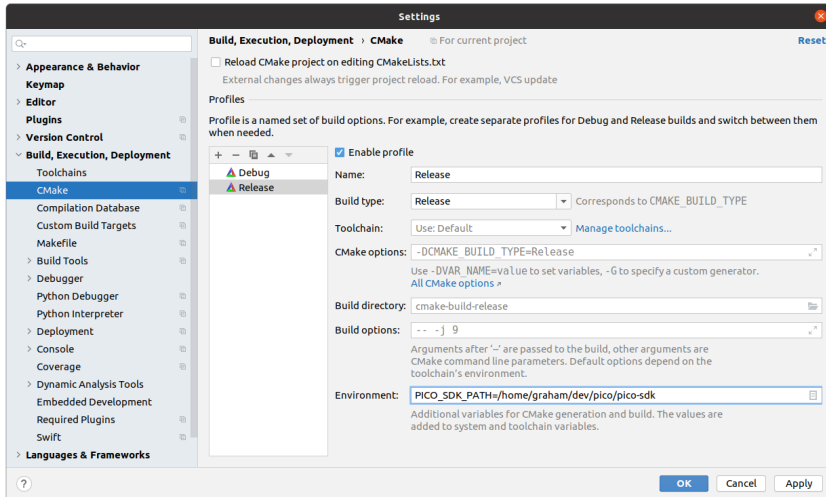 Settings
Build, Execution, Deployment › CMake
For current project
Reset
Appearance & Behavior
Keymap
Editor
Plugins
Version Control
Build, Execution, Deployment
Toolchains
CMake
Compilation Database
Custom Build Targets
Makefile
Build Tools
Debugger
Python Debugger
Python Interpreter
Deployment
Console
Coverage
Dynamic Analysis Tools
Embedded Development
Required Plugins
Swift
Languages & Frameworks
Reload CMake project on editing CMakeLists.txt
External changes always trigger project reload. For example, VCS update
Profiles
Profile is a named set of build options. For example, create separate profiles for Debug and Release builds and switch between them
when needed.
Debug
Release
Enable profile
Name: Release
Build type: Release Corresponds to CMAKE_BUILD_TYPE
Toolchain: Use: Default Manage toolchains...
CMake options: -DCMAKE_BUILD_TYPE=Release
Use -DVAR_NAME=value to set variables, -G to specify a custom generator.
All CMake options ↗
Build directory: cmake-build-release
Build options: -- -j 9
Arguments after '--' are passed to the build, other arguments are
CMake command line parameters. Default options depend on the
toolchain's environment.
Environment: PICO_SDK_PATH=/home/graham/dev/pico/pico-sdk
Additional variables for CMake generation and build. The values are
added to system and toolchain variables.
?
OK Cancel Apply